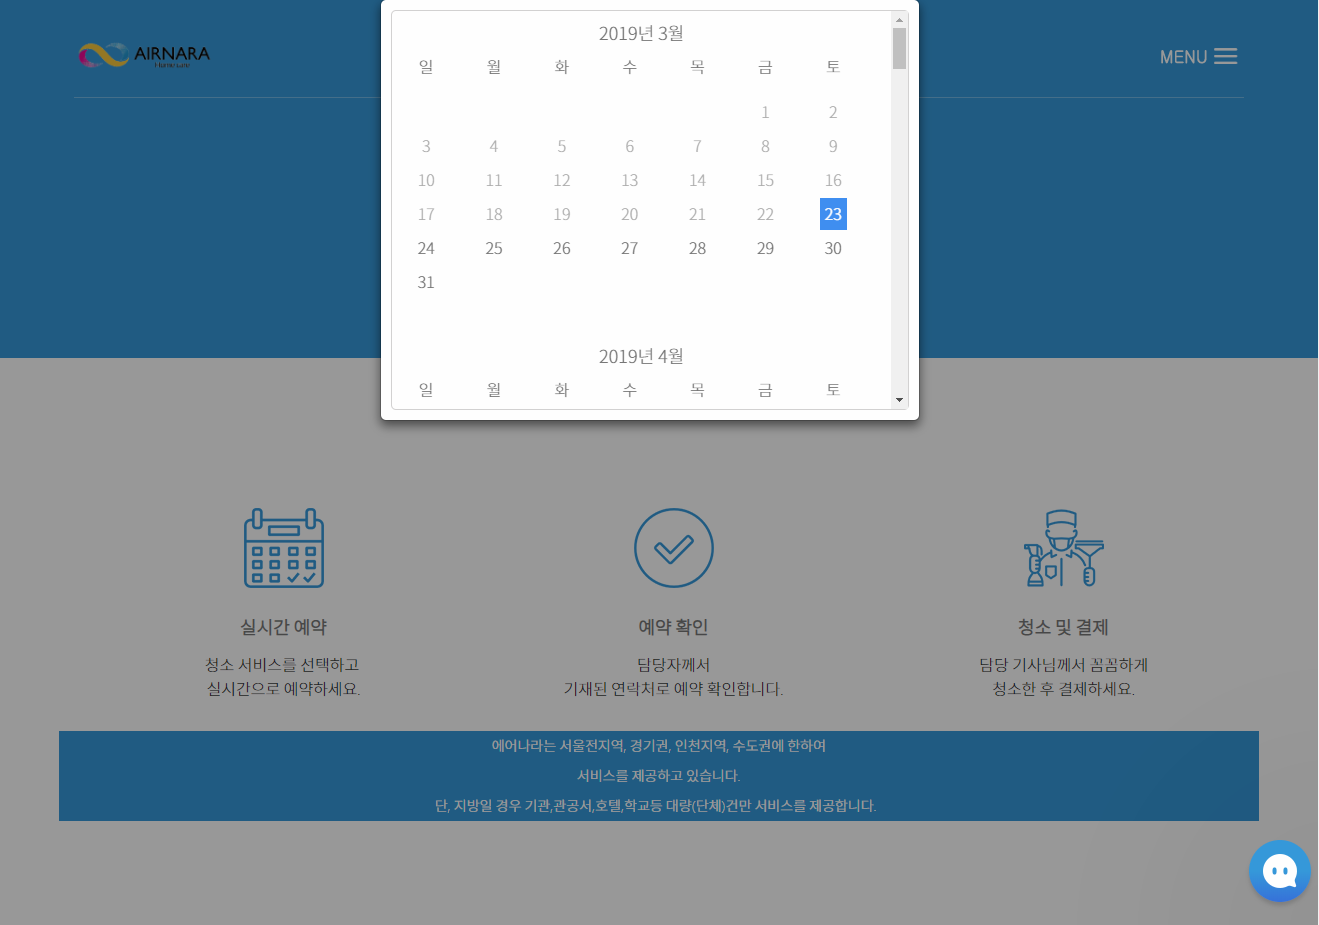 AIRNARA
Home care
MENU
2019년 3월
일 월 화 수 목 금 토
1 2
3 4 5 6 7 8 9
10 11 12 13 14 15 16
17 18 19 20 21 22 23
24 25 26 27 28 29 30
31
2019년 4월
일 월 화 수 목 금 토
실시간 예약
청소 서비스를 선택하고
실시간으로 예약하세요.
예약 확인
담당자께서
기재된 연락처로 예약 확인합니다.
청소 및 결제
담당 기사님께서 꼼꼼하게
청소한 후 결제하세요.
에어나라는 서울전지역, 경기권, 인천지역, 수도권에 한하여
서비스를 제공하고 있습니다.
단, 지방일 경우 기관,관공서,호텔,학교등 대량(단체)건만 서비스를 제공합니다.